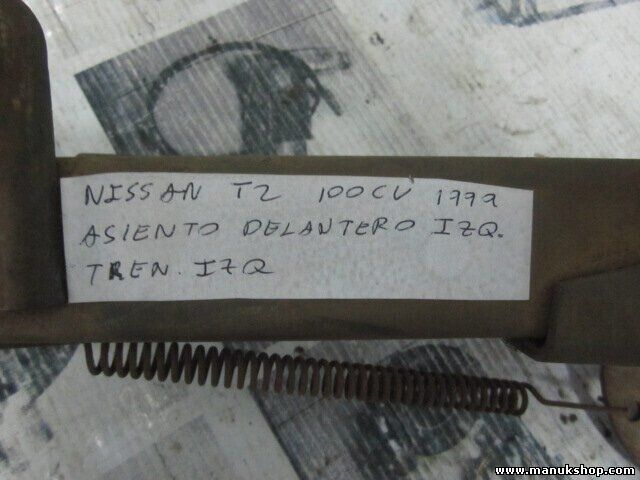 NISSAN T2 100CV 1999
ASIENTO DELANTERO IZQ.
TREN. IZQ
www.manukshop.com